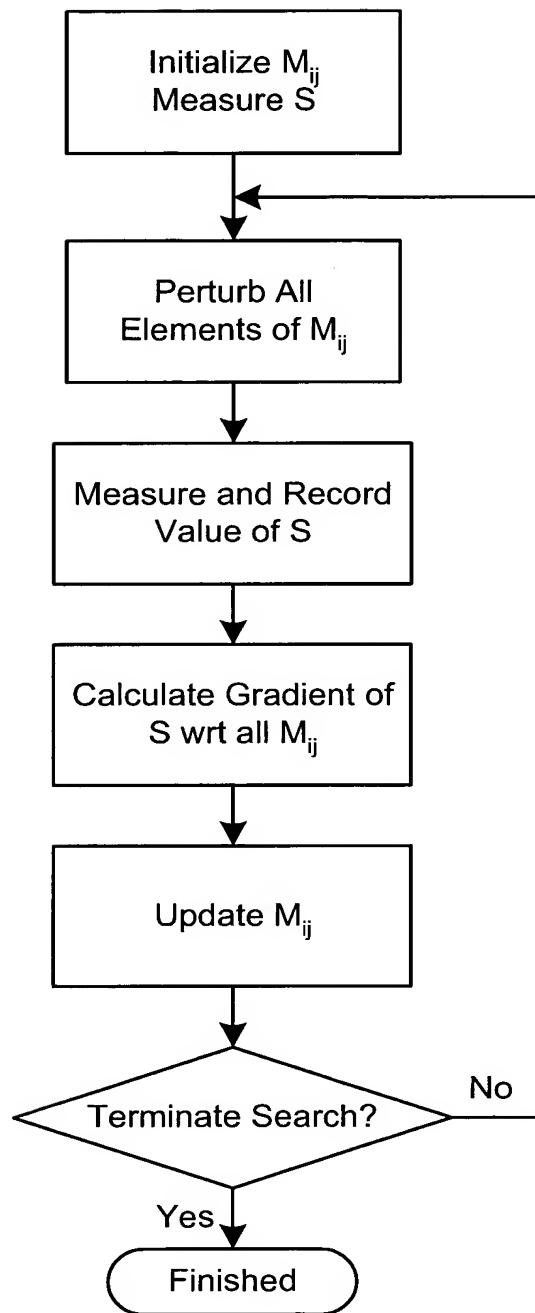 Initialize M_ij
Measure S
Perturb All
Elements of M_ij
Measure and Record
Value of S
Calculate Gradient of
S wrt all M_ij
Update M_ij
Terminate Search?
No
Yes
Finished